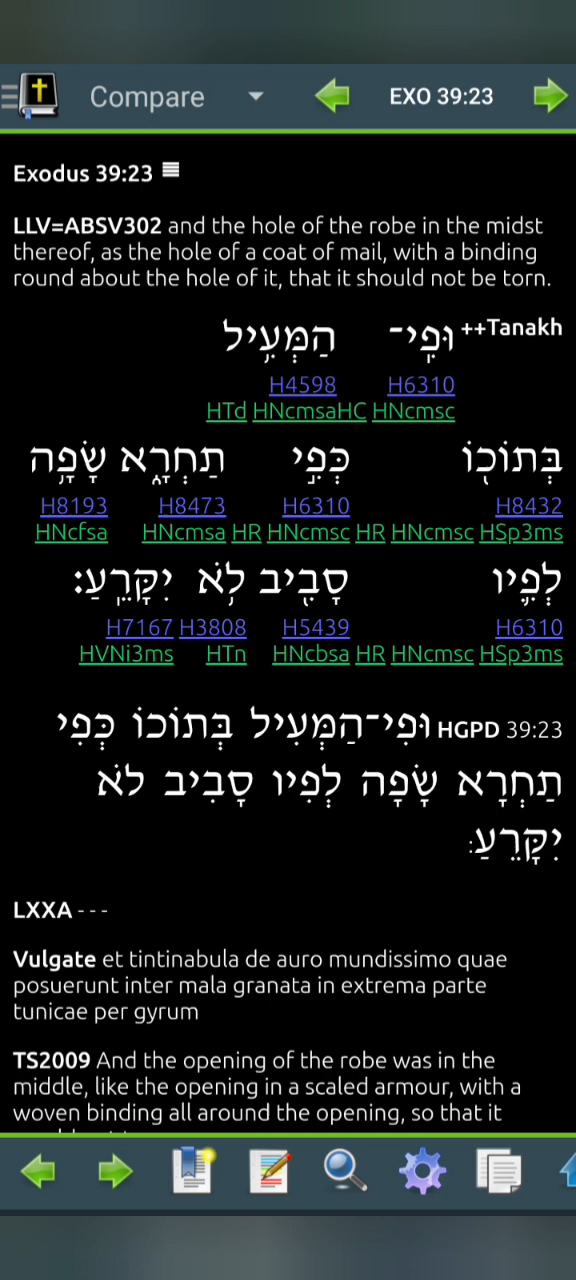 Compare
EXO 39:23
Exodus 39:23
LLV=ABSV302 and the hole of the robe in the midst
thereof, as the hole of a coat of mail, with a binding
round about the hole of it, that it should not be torn.
++Tanakh וּפִֽי־ הַמְּעִ֥יל
H4598 H6310
HTd HNcmsaHC HNcmsc
בְּתוֹכ֖וֹ כְּפִ֣י תַחְרָ֑א שָׂפָ֥ה
H8193 H8473 H6310 H8432
HNcfsa HNcmsa HR HNcmsc HR HNcmsc HSp3ms
לְפִ֛יו סָבִ֖יב לֹ֥א יִקָּרֵֽעַ׃
H7167 H3808 H5439 H6310
HVNi3ms HTn HNcbsa HR HNcmsc HSp3ms
HGPD 39:23 וּפִי־הַמְּעִיל בְּתוֹכוֹ כְּפִי
תַחְרָא שָׂפָה לְפִיו סָבִיב לֹא
יִקָּרֵעַ׃
LXXA - - -
Vulgate et tintinabula de auro mundissimo quae
posuerunt inter mala granata in extrema parte
tunicae per gyrum
TS2009 And the opening of the robe was in the
middle, like the opening in a scaled armour, with a
woven binding all around the opening, so that it